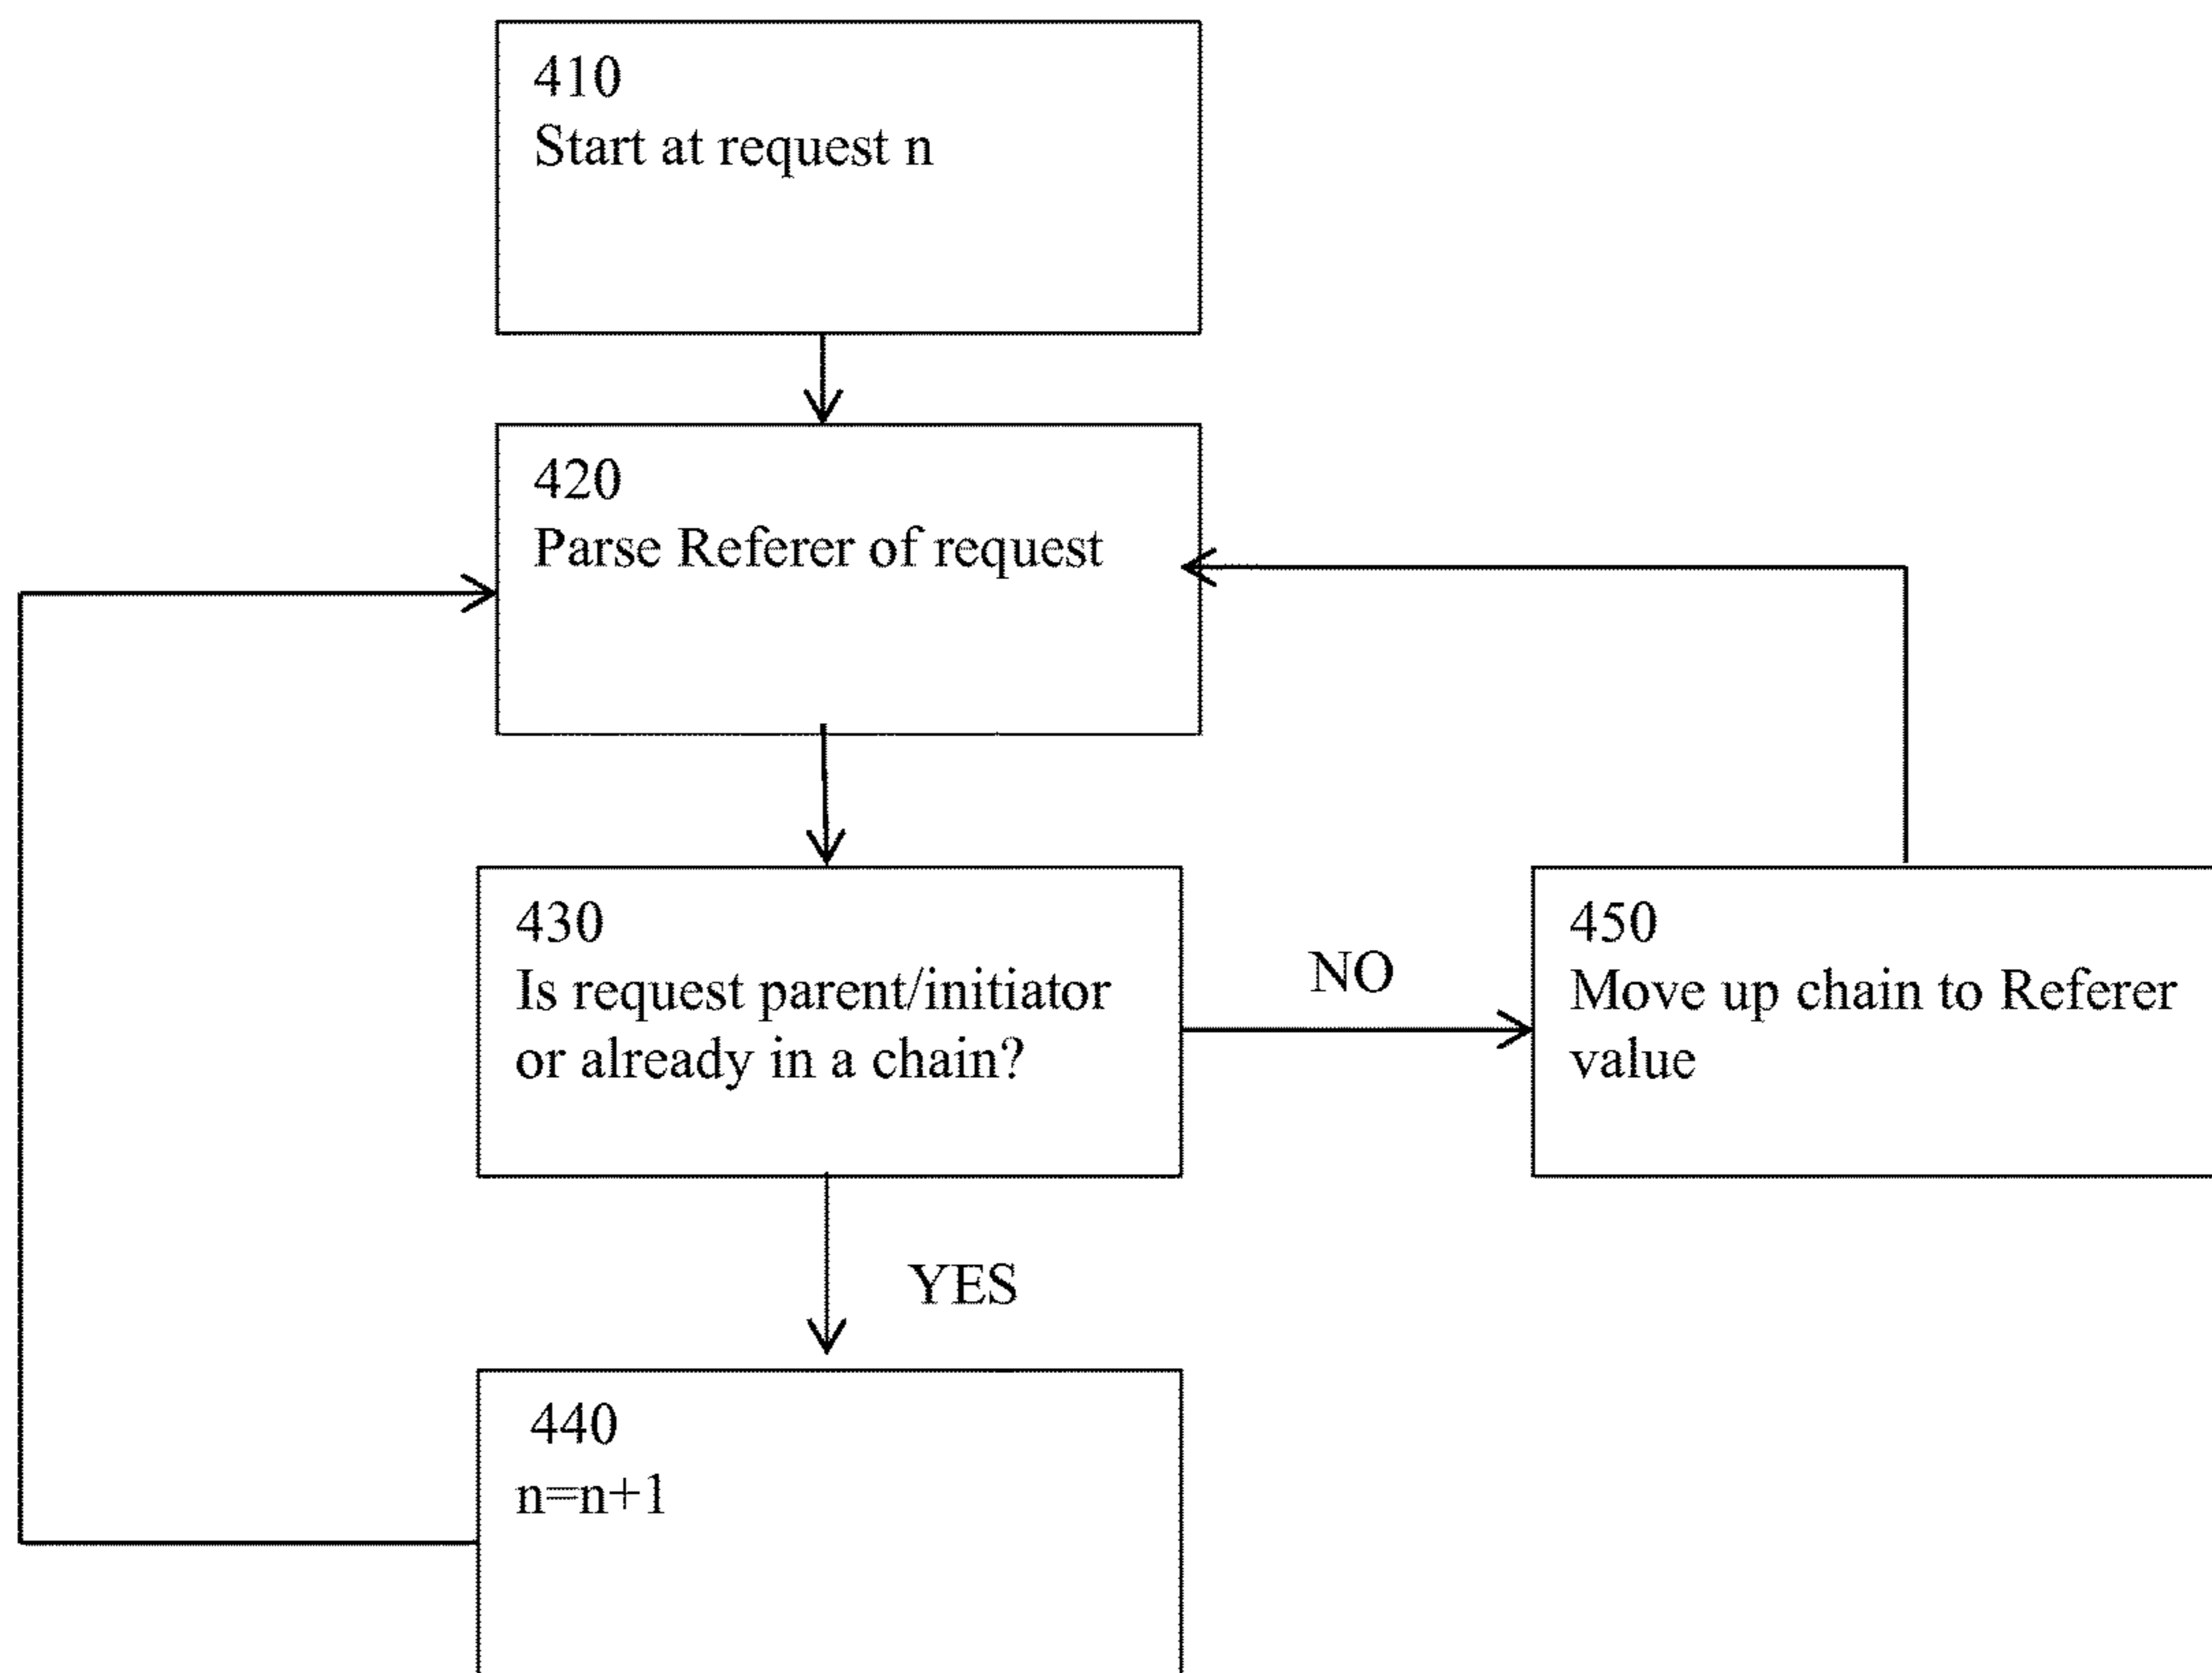 410
Start at request n
420
Parse Referer of request
430
Is request parent/initiator
or already in a chain?
NO
450
Move up chain to Referer
value
YES
440
n=n+1